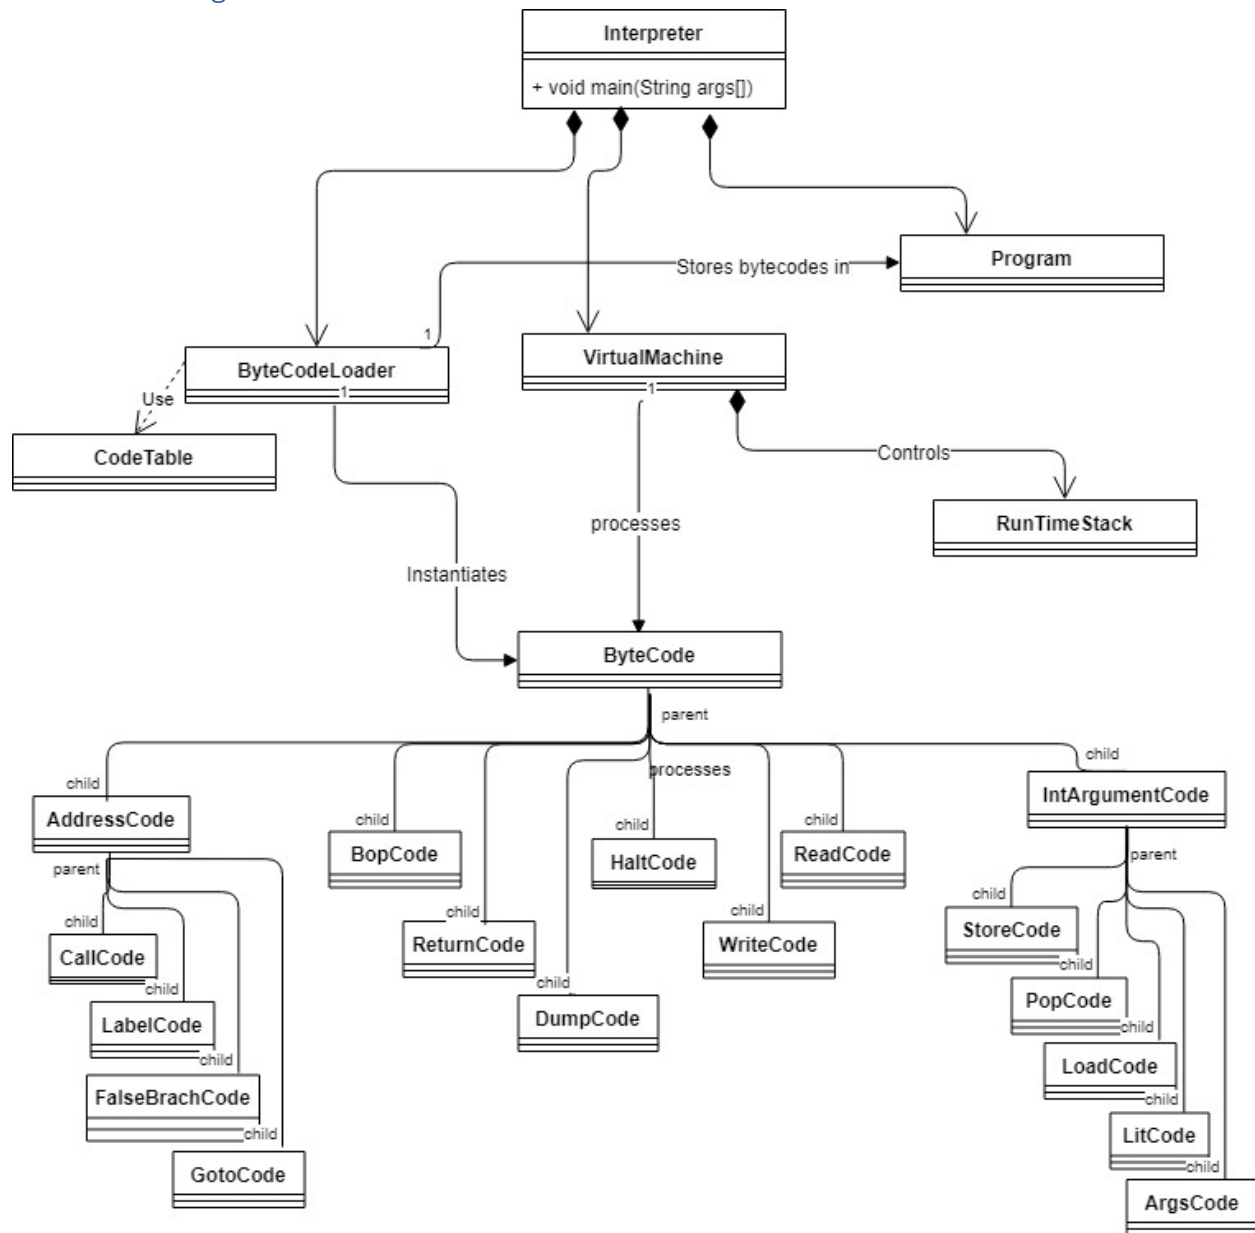 Interpreter
+ void main(String args[])
Program
Stores bytecodes in
1
VirtualMachine
ByteCodeLoader
1
1
Use
CodeTable
Controls
RunTimeStack
processes
Instantiates
ByteCode
parent
processes
child
child
AddressCode
IntArgumentCode
child
child
child
BopCode
HaltCode
ReadCode
parent
parent
child
child
child
child
CallCode
ReturnCode
WriteCode
StoreCode
child
child
child
LabelCode
DumpCode
PopCode
child
child
FalseBrachCode
LoadCode
child
child
GotoCode
LitCode
child
ArgsCode